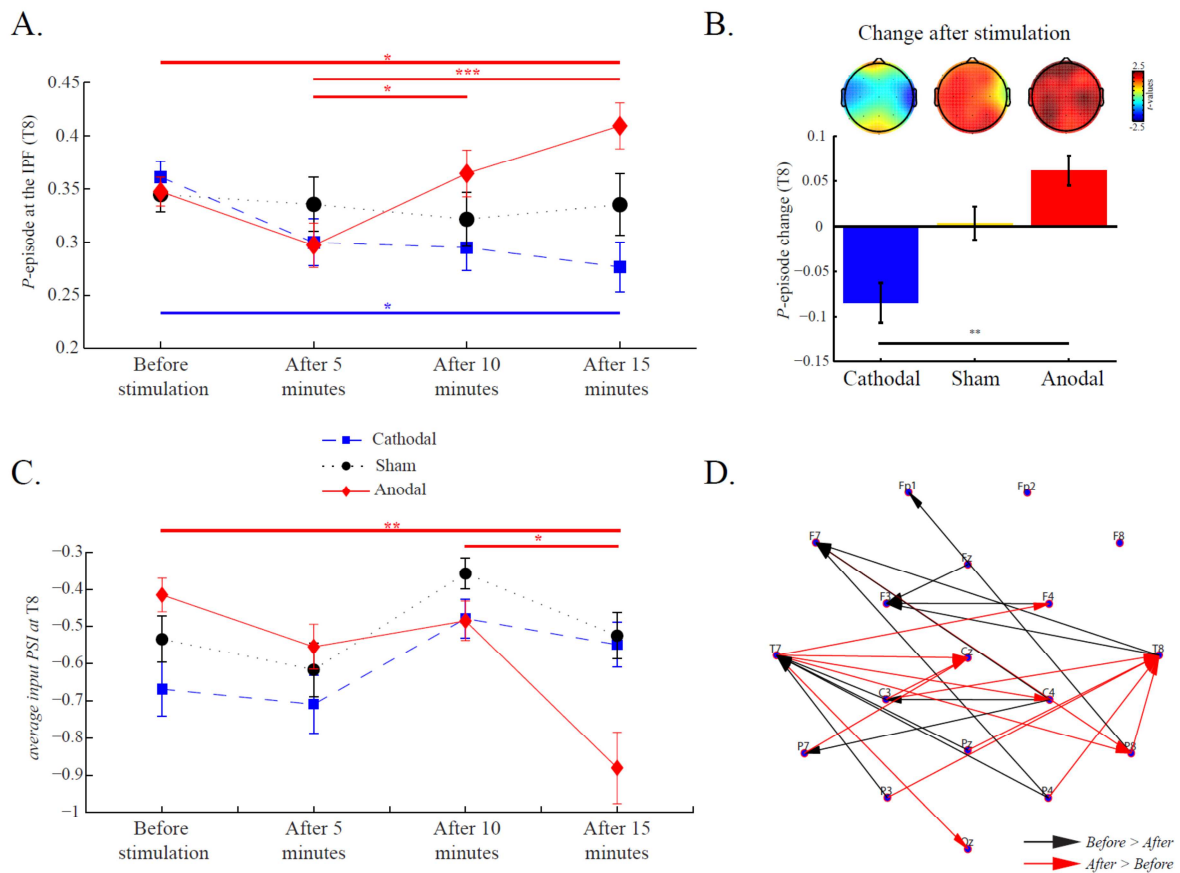 A.
P-episode at the IPF (T8)
0.45
0.4
0.35
0.3
0.25
0.2
*
***
*
*
Before stimulation
After 5 minutes
After 10 minutes
After 15 minutes
B.
Change after stimulation
2.5
-2.5
t-values
P-episode change (T8)
0.1
0.05
0
−0.05
−0.1
−0.15
**
Cathodal
Sham
Anodal
Cathodal
Sham
Anodal
C.
average input PSI at T8
−0.3
−0.4
−0.5
−0.6
−0.7
−0.8
−0.9
−1
**
*
Before stimulation
After 5 minutes
After 10 minutes
After 15 minutes
D.
Fp1
Fp2
F7
F8
Fz
F3
F4
T7
Cz
T8
C3
C4
P7
Pz
P8
P3
P4
Oz
Before > After
After > Before